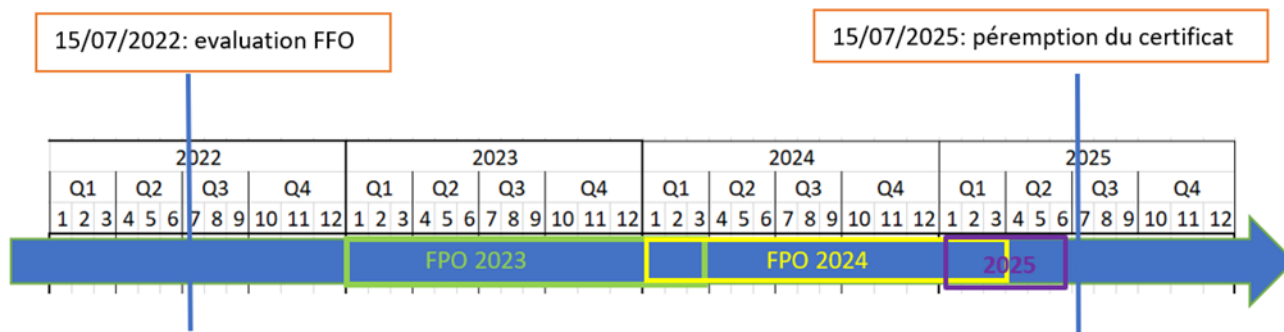 15/07/2022: evaluation FFO
15/07/2025: péremption du certificat
2022 2023 2024 2025
Q1 Q2 Q3 Q4 Q1 Q2 Q3 Q4 Q1 Q2 Q3 Q4 Q1 Q2 Q3 Q4
1 2 3 4 5 6 7 8 9 10 11 12 1 2 3 4 5 6 7 8 9 10 11 12 1 2 3 4 5 6 7 8 9 10 11 12 1 2 3 4 5 6 7 8 9 10 11 12
FPO 2023 FPO 2024 2025